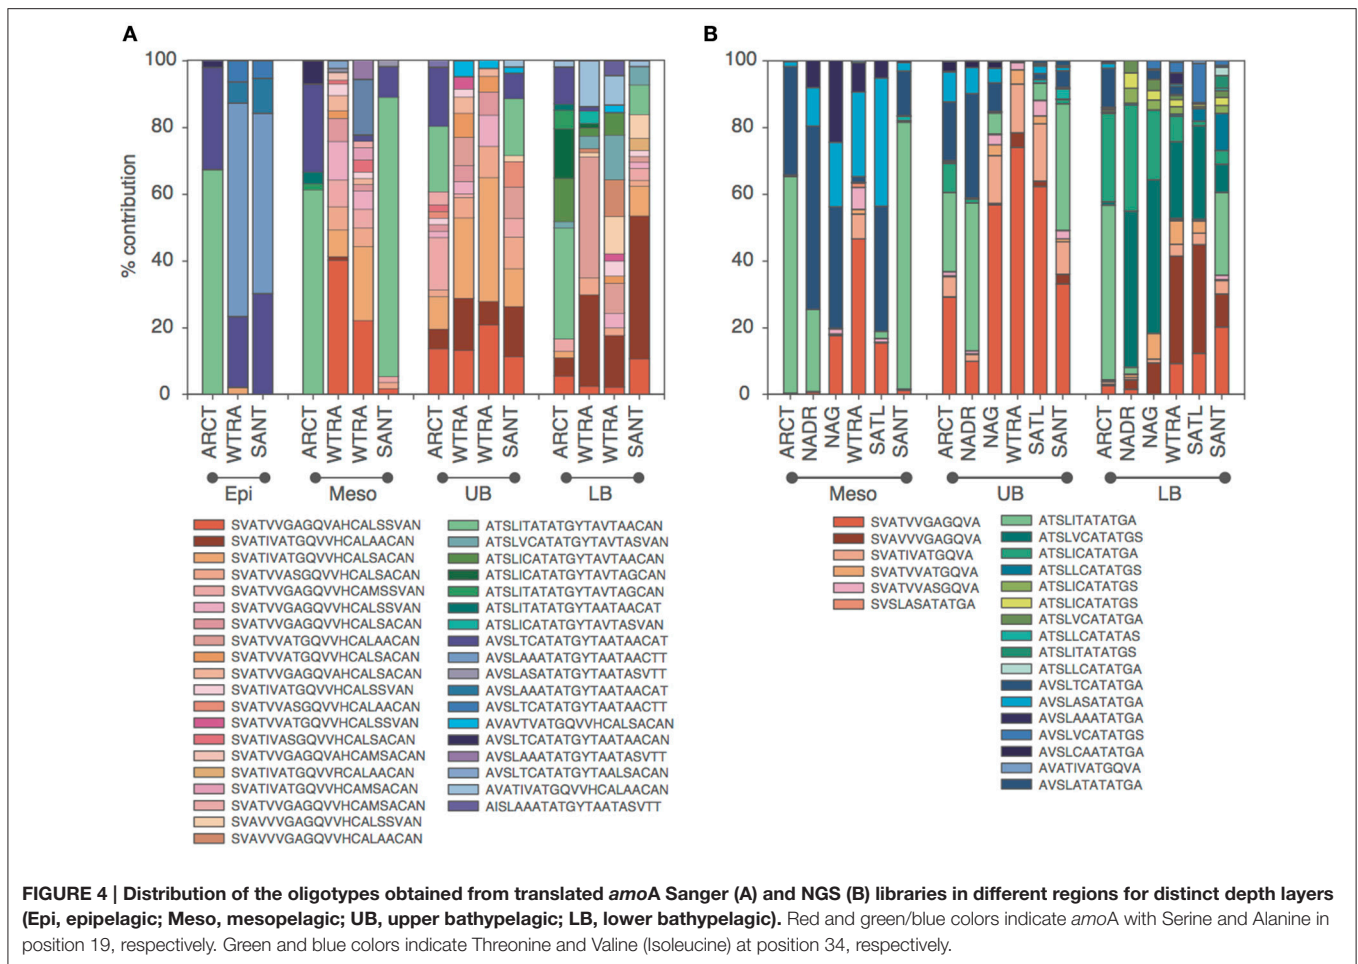 A
B
% contribution
100
80
60
40
20
0
ARCT WTRA SANT ARCT WTRA WTRA SANT ARCT WTRA WTRA SANT ARCT WTRA WTRA SANT
Epi Meso UB LB
100
80
60
40
20
0
ARCT NADR NAG WTRA SATL SANT ARCT NADR NAG WTRA SATL SANT ARCT NADR NAG WTRA SATL SANT
Meso UB LB
SVATVVGAGQVAHCALSSVAN
SVATIVATGQVVHCALAACAN
SVATIVATGQVVHCALSACAN
SVATVVASGQVVHCALSACAN
SVATVVGAGQVVHCAMSSVAN
SVATVVGAGQVVHCALSSVAN
SVATVVGAGQVVHCALSACAN
SVATVVATGQVVHCALAACAN
SVATVVATGQVVHCALSACAN
SVATVVGAGQVAHCALSACAN
SVATIVATGQVVHCALSSVAN
SVATVVASGQVVHCALAACAN
SVATVVATGQVVHCALSSVAN
SVATIVASGQVVHCALSACAN
SVATVVGAGQVAHCAMSACAN
SVATIVATGQVVRCALAACAN
SVATIVATGQVVHCAMSACAN
SVATVVGAGQVVHCAMSACAN
SVAVVVGAGQVVHCALSSVAN
SVAVVVGAGQVVHCALAACAN
ATSLITATATGYTAVTAACAN
ATSLVCATATGYTAVTASVAN
ATSLICATATGYTAVTAACAN
ATSLICATATGYTAVTAGCAN
ATSLITATATGYTAVTAGCAN
ATSLITATATGYTAATAACAT
ATSLICATATGYTAVTASVAN
AVSLTCATATGYTAATAACAT
AVSLAAATATGYTAATAACTT
AVSLASATATGYTAATASVTT
AVSLAAATATGYTAATAACAT
AVSLTCATATGYTAATAACTT
AVAVTVATGQVVHCALSACAN
AVSLTCATATGYTAATAACAN
AVSLAAATATGYTAATASVTT
AVSLTCATATGYTAALSACAN
AVATIVATGQVVHCALAACAN
AISLAAATATGYTAATASVTT
SVATVVGAGQVA
SVAVVVGAGQVA
SVATIVATGQVA
SVATVVATGQVA
SVATVVASGQVA
SVSLASATATGA
ATSLITATATGA
ATSLVCATATGS
ATSLICATATGA
ATSLLCATATGS
ATSLICATATGS
ATSLICATATGS
ATSLVCATATGA
ATSLLCATATAS
ATSLITATATGS
ATSLLCATATGA
AVSLTCATATGA
AVSLASATATGA
AVSLAAATATGA
AVSLVCATATGS
AVSLCAATATGA
AVATIVATGQVA
AVSLATATATGA
FIGURE 4 | Distribution of the oligotypes obtained from translated amoA Sanger (A) and NGS (B) libraries in different regions for distinct depth layers
(Epi, epipelagic; Meso, mesopelagic; UB, upper bathypelagic; LB, lower bathypelagic). Red and green/blue colors indicate amoA with Serine and Alanine in
position 19, respectively. Green and blue colors indicate Threonine and Valine (Isoleucine) at position 34, respectively.